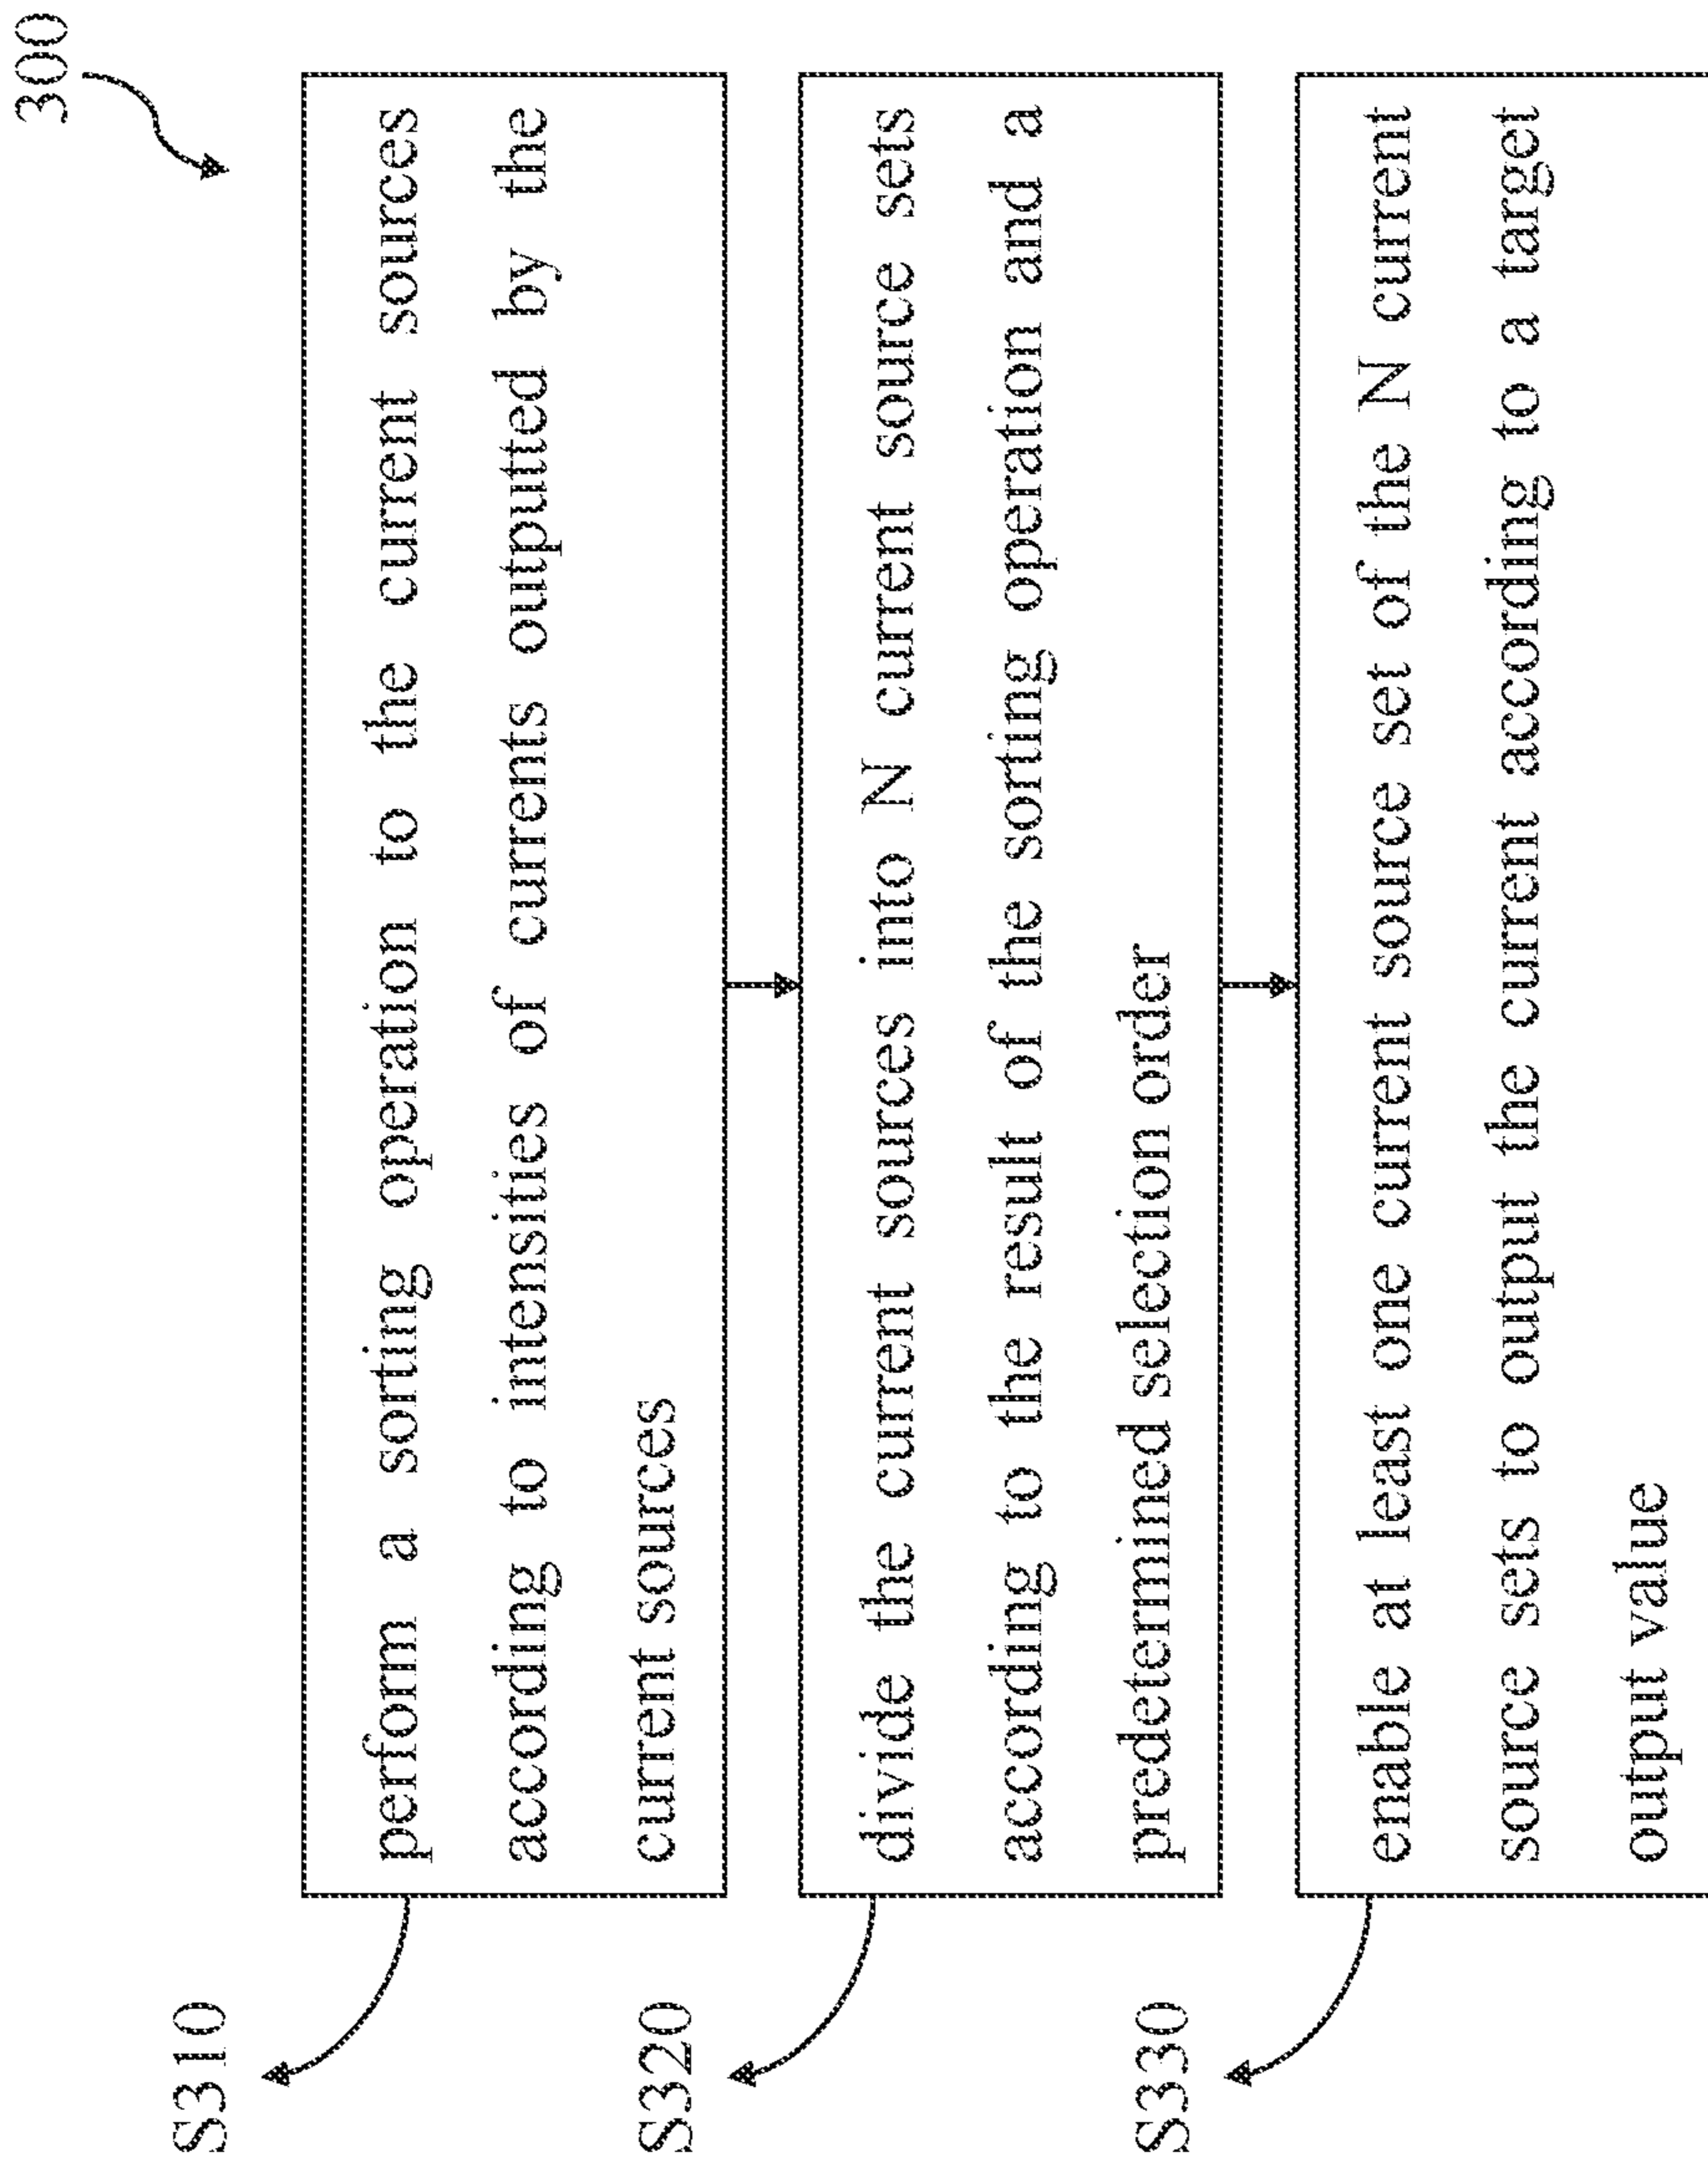 300
S310
perform a sorting operation to the current sources
according to intensities of currents outputted by the
current sources
S320
divide the current sources into N current source sets
according to the result of the sorting operation and a
predetermined selection order
S330
enable at least one current source set of the N current
source sets to output the current according to a target
output value